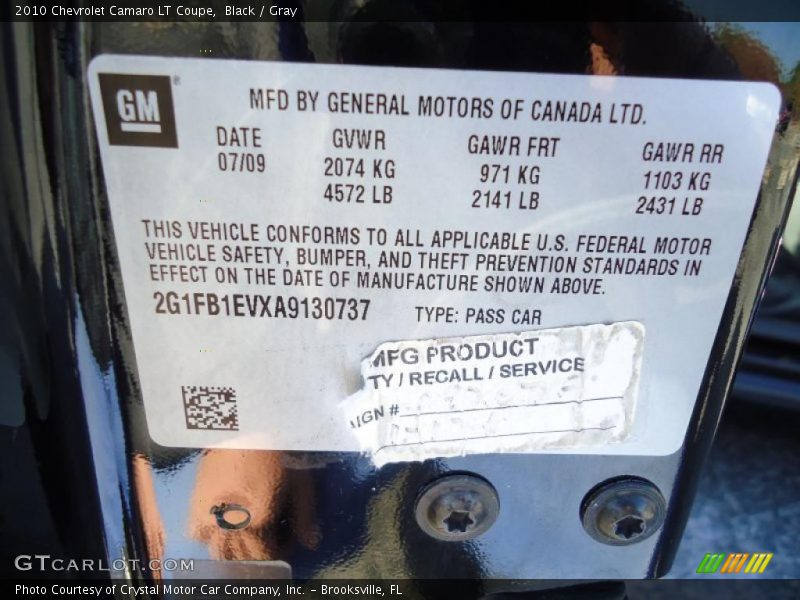 2010 Chevrolet Camaro LT Coupe, Black / Gray
GM ®
MFD BY GENERAL MOTORS OF CANADA LTD.
DATE GVWR GAWR FRT GAWR RR
07/09 2074 KG 971 KG 1103 KG
4572 LB 2141 LB 2431 LB
THIS VEHICLE CONFORMS TO ALL APPLICABLE U.S. FEDERAL MOTOR
VEHICLE SAFETY, BUMPER, AND THEFT PREVENTION STANDARDS IN
EFFECT ON THE DATE OF MANUFACTURE SHOWN ABOVE.
2G1FB1EVXA9130737 TYPE: PASS CAR
MFG PRODUCT
TY / RECALL / SERVICE
IGN #
GTCARLOT.COM
Photo Courtesy of Crystal Motor Car Company, Inc. – Brooksville, FL